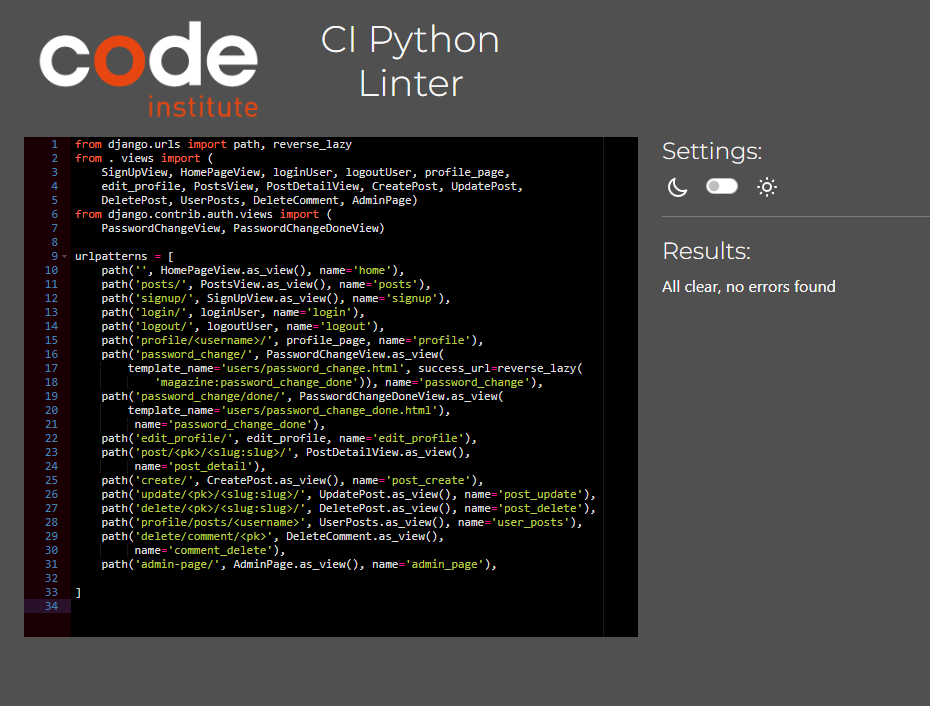 code
institute
CI Python
Linter
1 from django.urls import path, reverse_lazy
2 from . views import (
3     SignUpView, HomePageView, loginUser, logoutUser, profile_page,
4     edit_profile, PostsView, PostDetailView, CreatePost, UpdatePost,
5     DeletePost, UserPosts, DeleteComment, AdminPage)
6 from django.contrib.auth.views import (
7     PasswordChangeView, PasswordChangeDoneView)
8
9 urlpatterns = [
10     path('', HomePageView.as_view(), name='home'),
11     path('posts/', PostsView.as_view(), name='posts'),
12     path('signup/', SignUpView.as_view(), name='signup'),
13     path('login/', loginUser, name='login'),
14     path('logout/', logoutUser, name='logout'),
15     path('profile/<username>/', profile_page, name='profile'),
16     path('password_change/', PasswordChangeView.as_view(
17         template_name='users/password_change.html', success_url=reverse_lazy(
18             'magazine:password_change_done')), name='password_change'),
19     path('password_change/done/', PasswordChangeDoneView.as_view(
20         template_name='users/password_change_done.html'),
21          name='password_change_done'),
22     path('edit_profile/', edit_profile, name='edit_profile'),
23     path('post/<pk>/<slug:slug>/', PostDetailView.as_view(),
24          name='post_detail'),
25     path('create/', CreatePost.as_view(), name='post_create'),
26     path('update/<pk>/<slug:slug>/', UpdatePost.as_view(), name='post_update'),
27     path('delete/<pk>/<slug:slug>/', DeletePost.as_view(), name='post_delete'),
28     path('profile/posts/<username>', UserPosts.as_view(), name='user_posts'),
29     path('delete/comment/<pk>', DeleteComment.as_view(),
30          name='comment_delete'),
31     path('admin-page/', AdminPage.as_view(), name='admin_page'),
32
33 ]
34
Settings:
Results:
All clear, no errors found